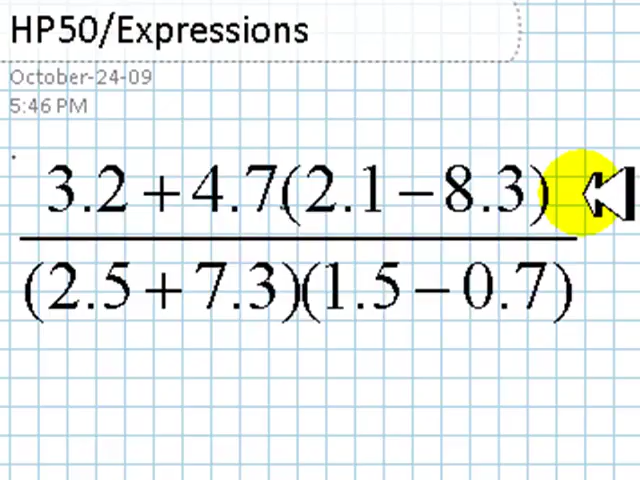 HP50/Expressions
October-24-09
5:46 PM
3.2+4.7(2.1−8.3)
(2.5+7.3)(1.5−0.7)